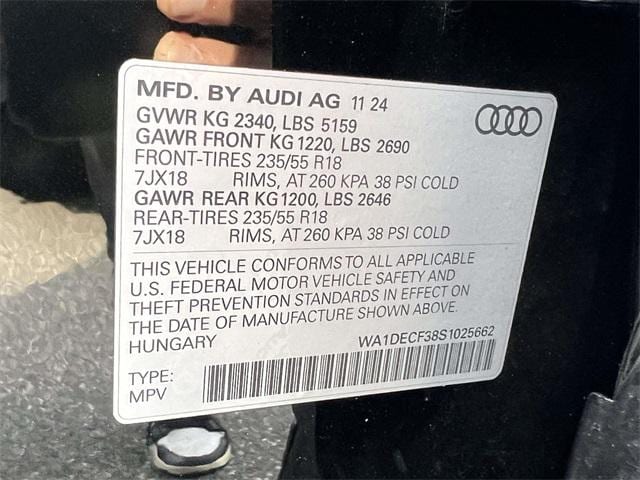 MFD. BY AUDI AG 11 24
GVWR KG 2340, LBS 5159
GAWR FRONT KG 1220, LBS 2690
FRONT-TIRES 235/55 R18
7JX18 RIMS, AT 260 KPA 38 PSI COLD
GAWR REAR KG1200, LBS 2646
REAR-TIRES 235/55 R18
7JX18 RIMS, AT 260 KPA 38 PSI COLD
THIS VEHICLE CONFORMS TO ALL APPLICABLE
U.S. FEDERAL MOTOR VEHICLE SAFETY AND
THEFT PREVENTION STANDARDS IN EFFECT ON
THE DATE OF MANUFACTURE SHOWN ABOVE.
HUNGARY WA1DECF38S1025662
TYPE:
MPV